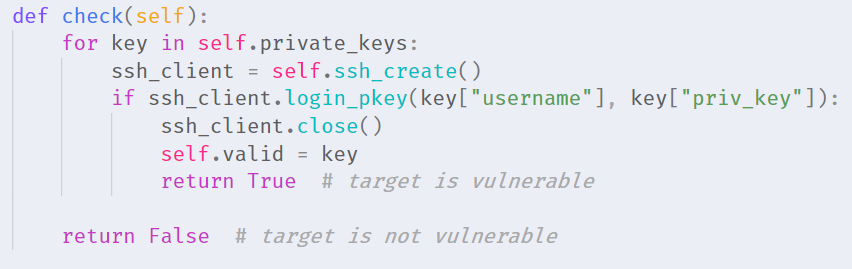 def check(self):
    for key in self.private_keys:
        ssh_client = self.ssh_create()
        if ssh_client.login_pkey(key["username"], key["priv_key"]):
            ssh_client.close()
            self.valid = key
            return True  # target is vulnerable

    return False  # target is not vulnerable